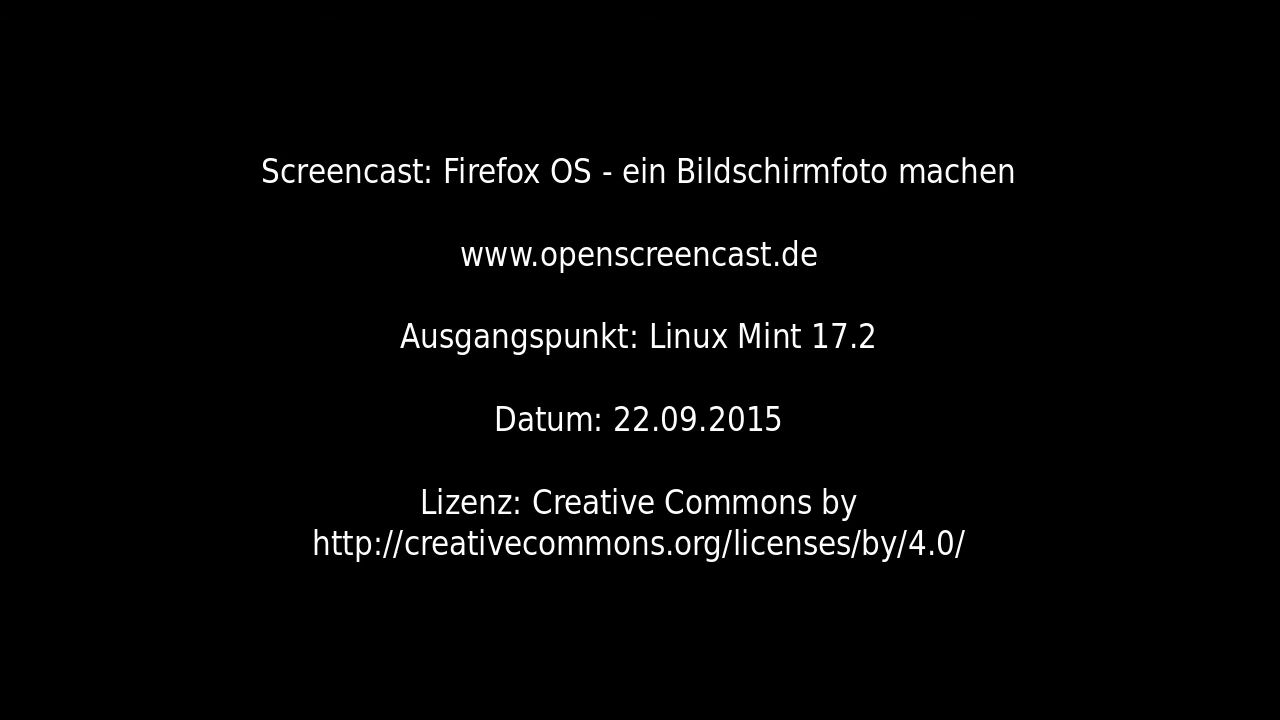 Screencast: Firefox OS - ein Bildschirmfoto machen
www.openscreencast.de
Ausgangspunkt: Linux Mint 17.2
Datum: 22.09.2015
Lizenz: Creative Commons by
http://creativecommons.org/licenses/by/4.0/